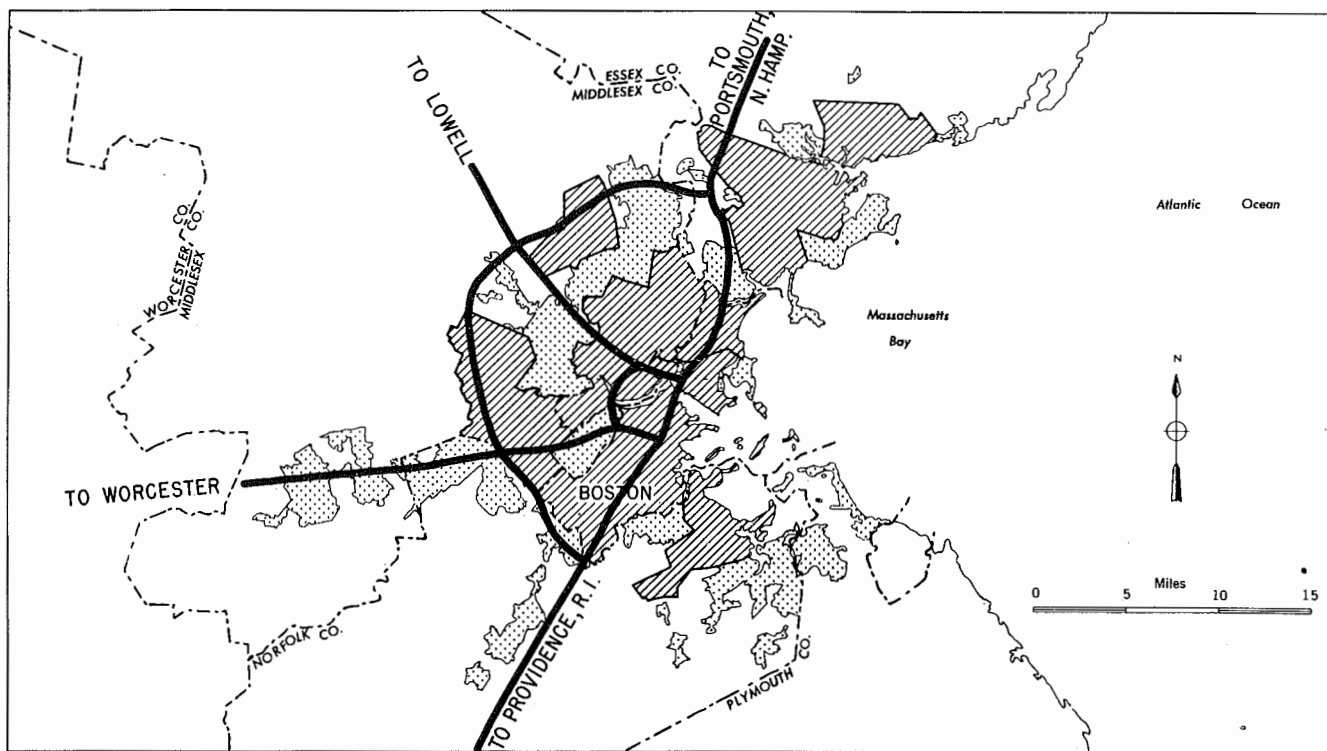 TO
PORTSMOUTH,
N. HAMP.
ESSEX CO.
MIDDLESEX CO.
TO LOWELL
Atlantic Ocean
WORCESTER CO.
MIDDLESEX CO.
Massachusetts
Bay
N
TO WORCESTER
BOSTON
Miles
0 5 10 15
NORFOLK CO.
TO PROVIDENCE, R.I.
PLYMOUTH CO.